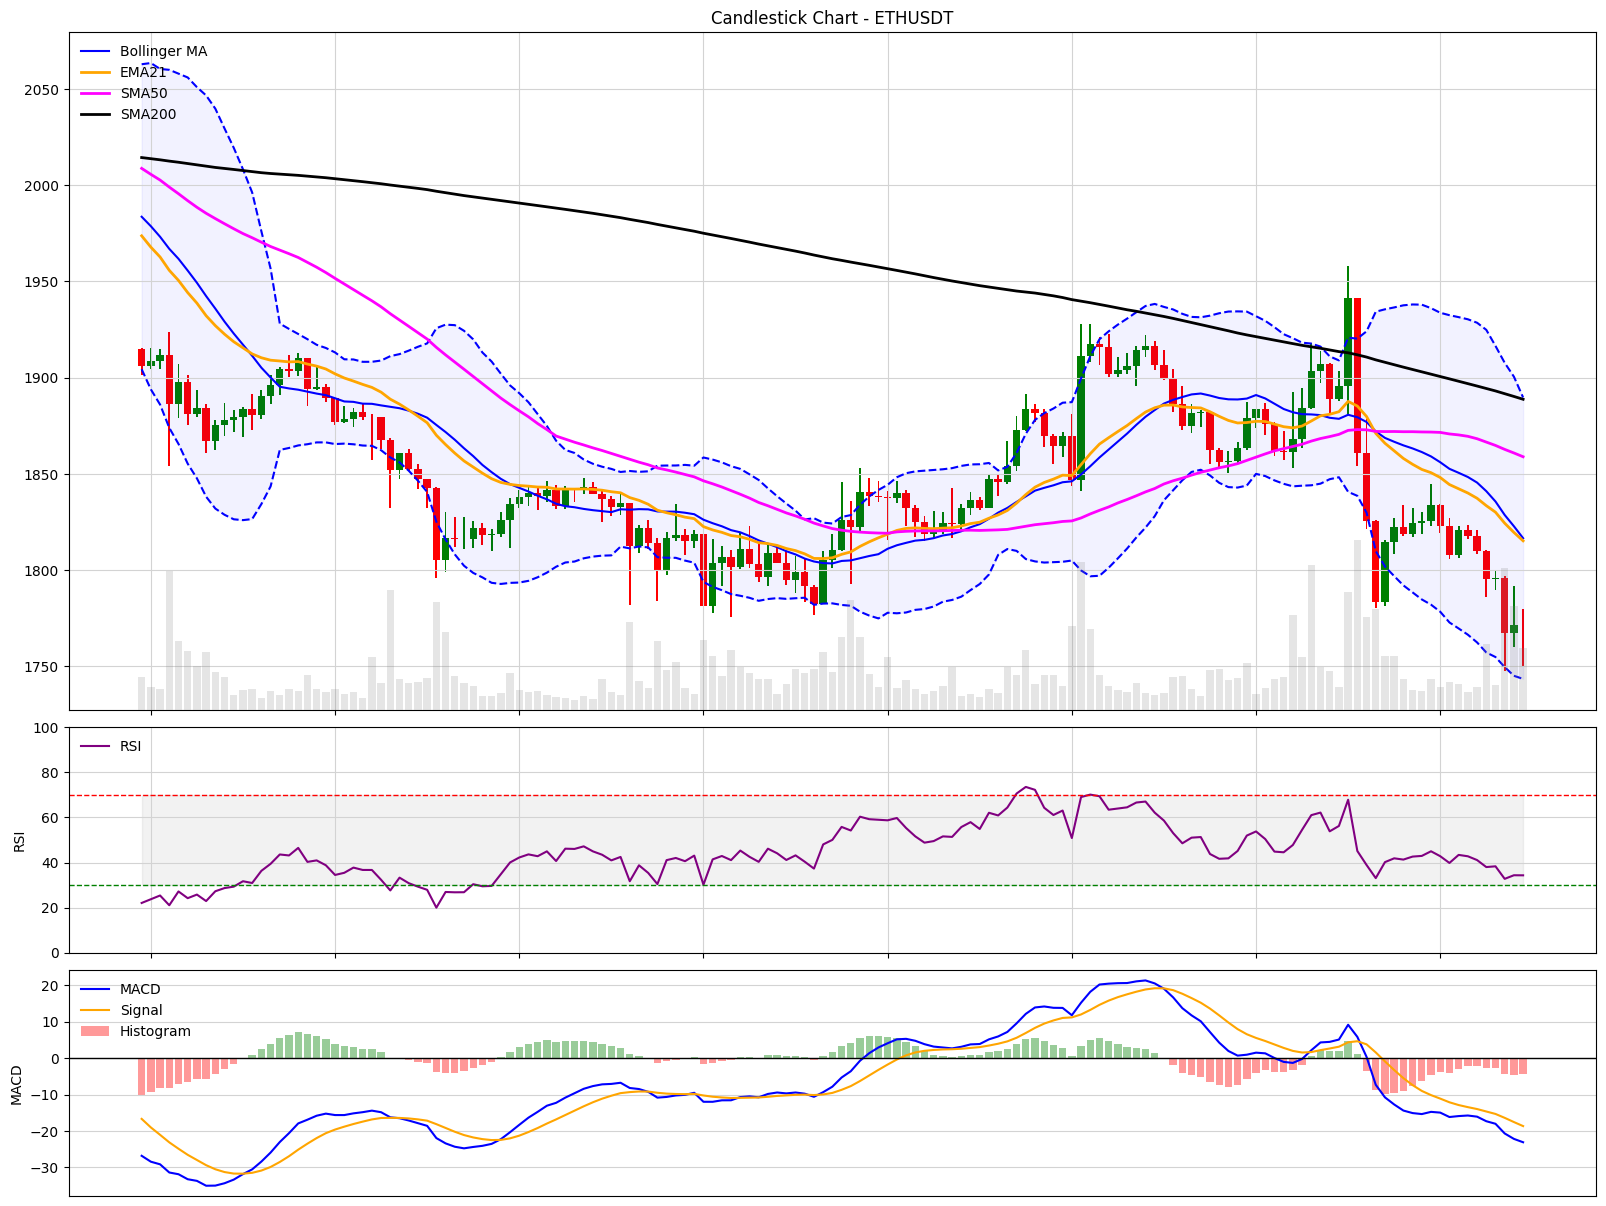 Candlestick Chart - ETHUSDT
Bollinger MA
EMA21
SMA50
SMA200
2050
2000
1950
1900
1850
1800
1750
RSI
100
80
60
40
20
0
RSI
MACD
Signal
Histogram
20
10
0
−10
−20
−30
MACD